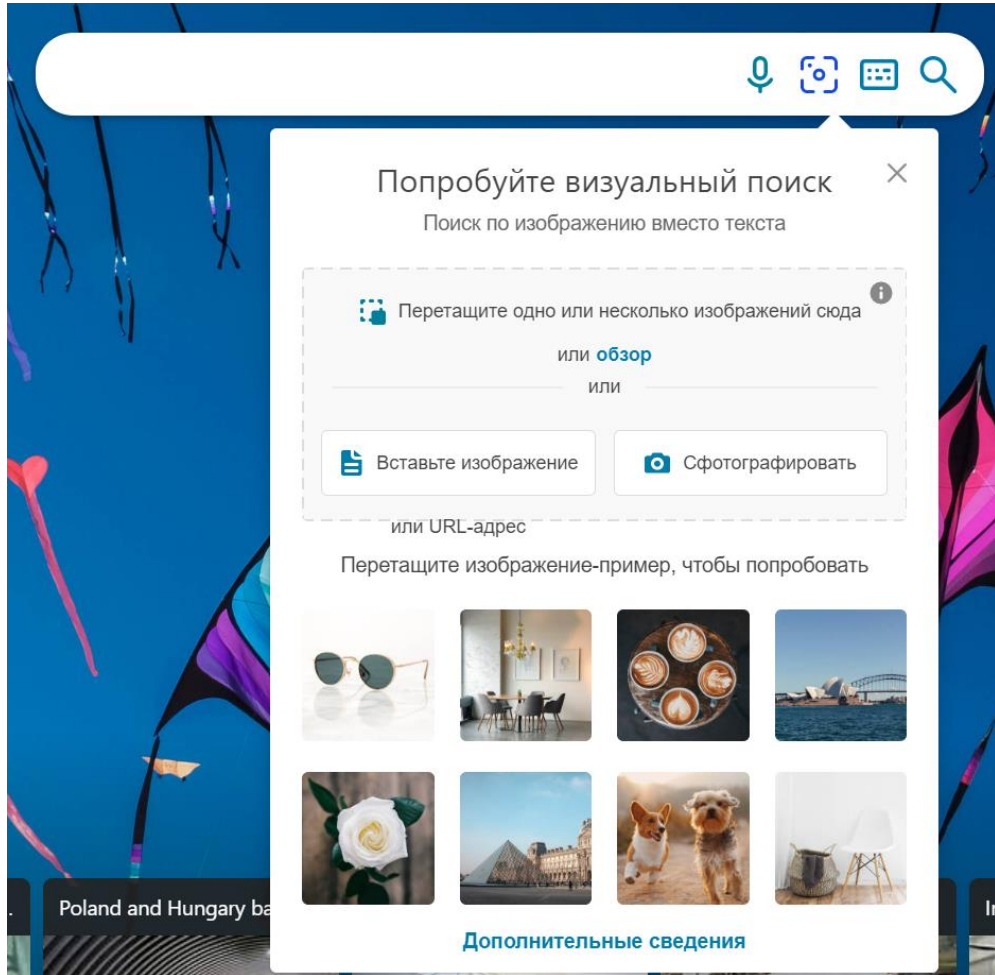 Попробуйте визуальный поиск
Поиск по изображению вместо текста
Перетащите одно или несколько изображений сюда
или обзор
или
Вставьте изображение
Сфотографировать
или URL-адрес
Перетащите изображение-пример, чтобы попробовать
Poland and Hungary ba
Дополнительные сведения